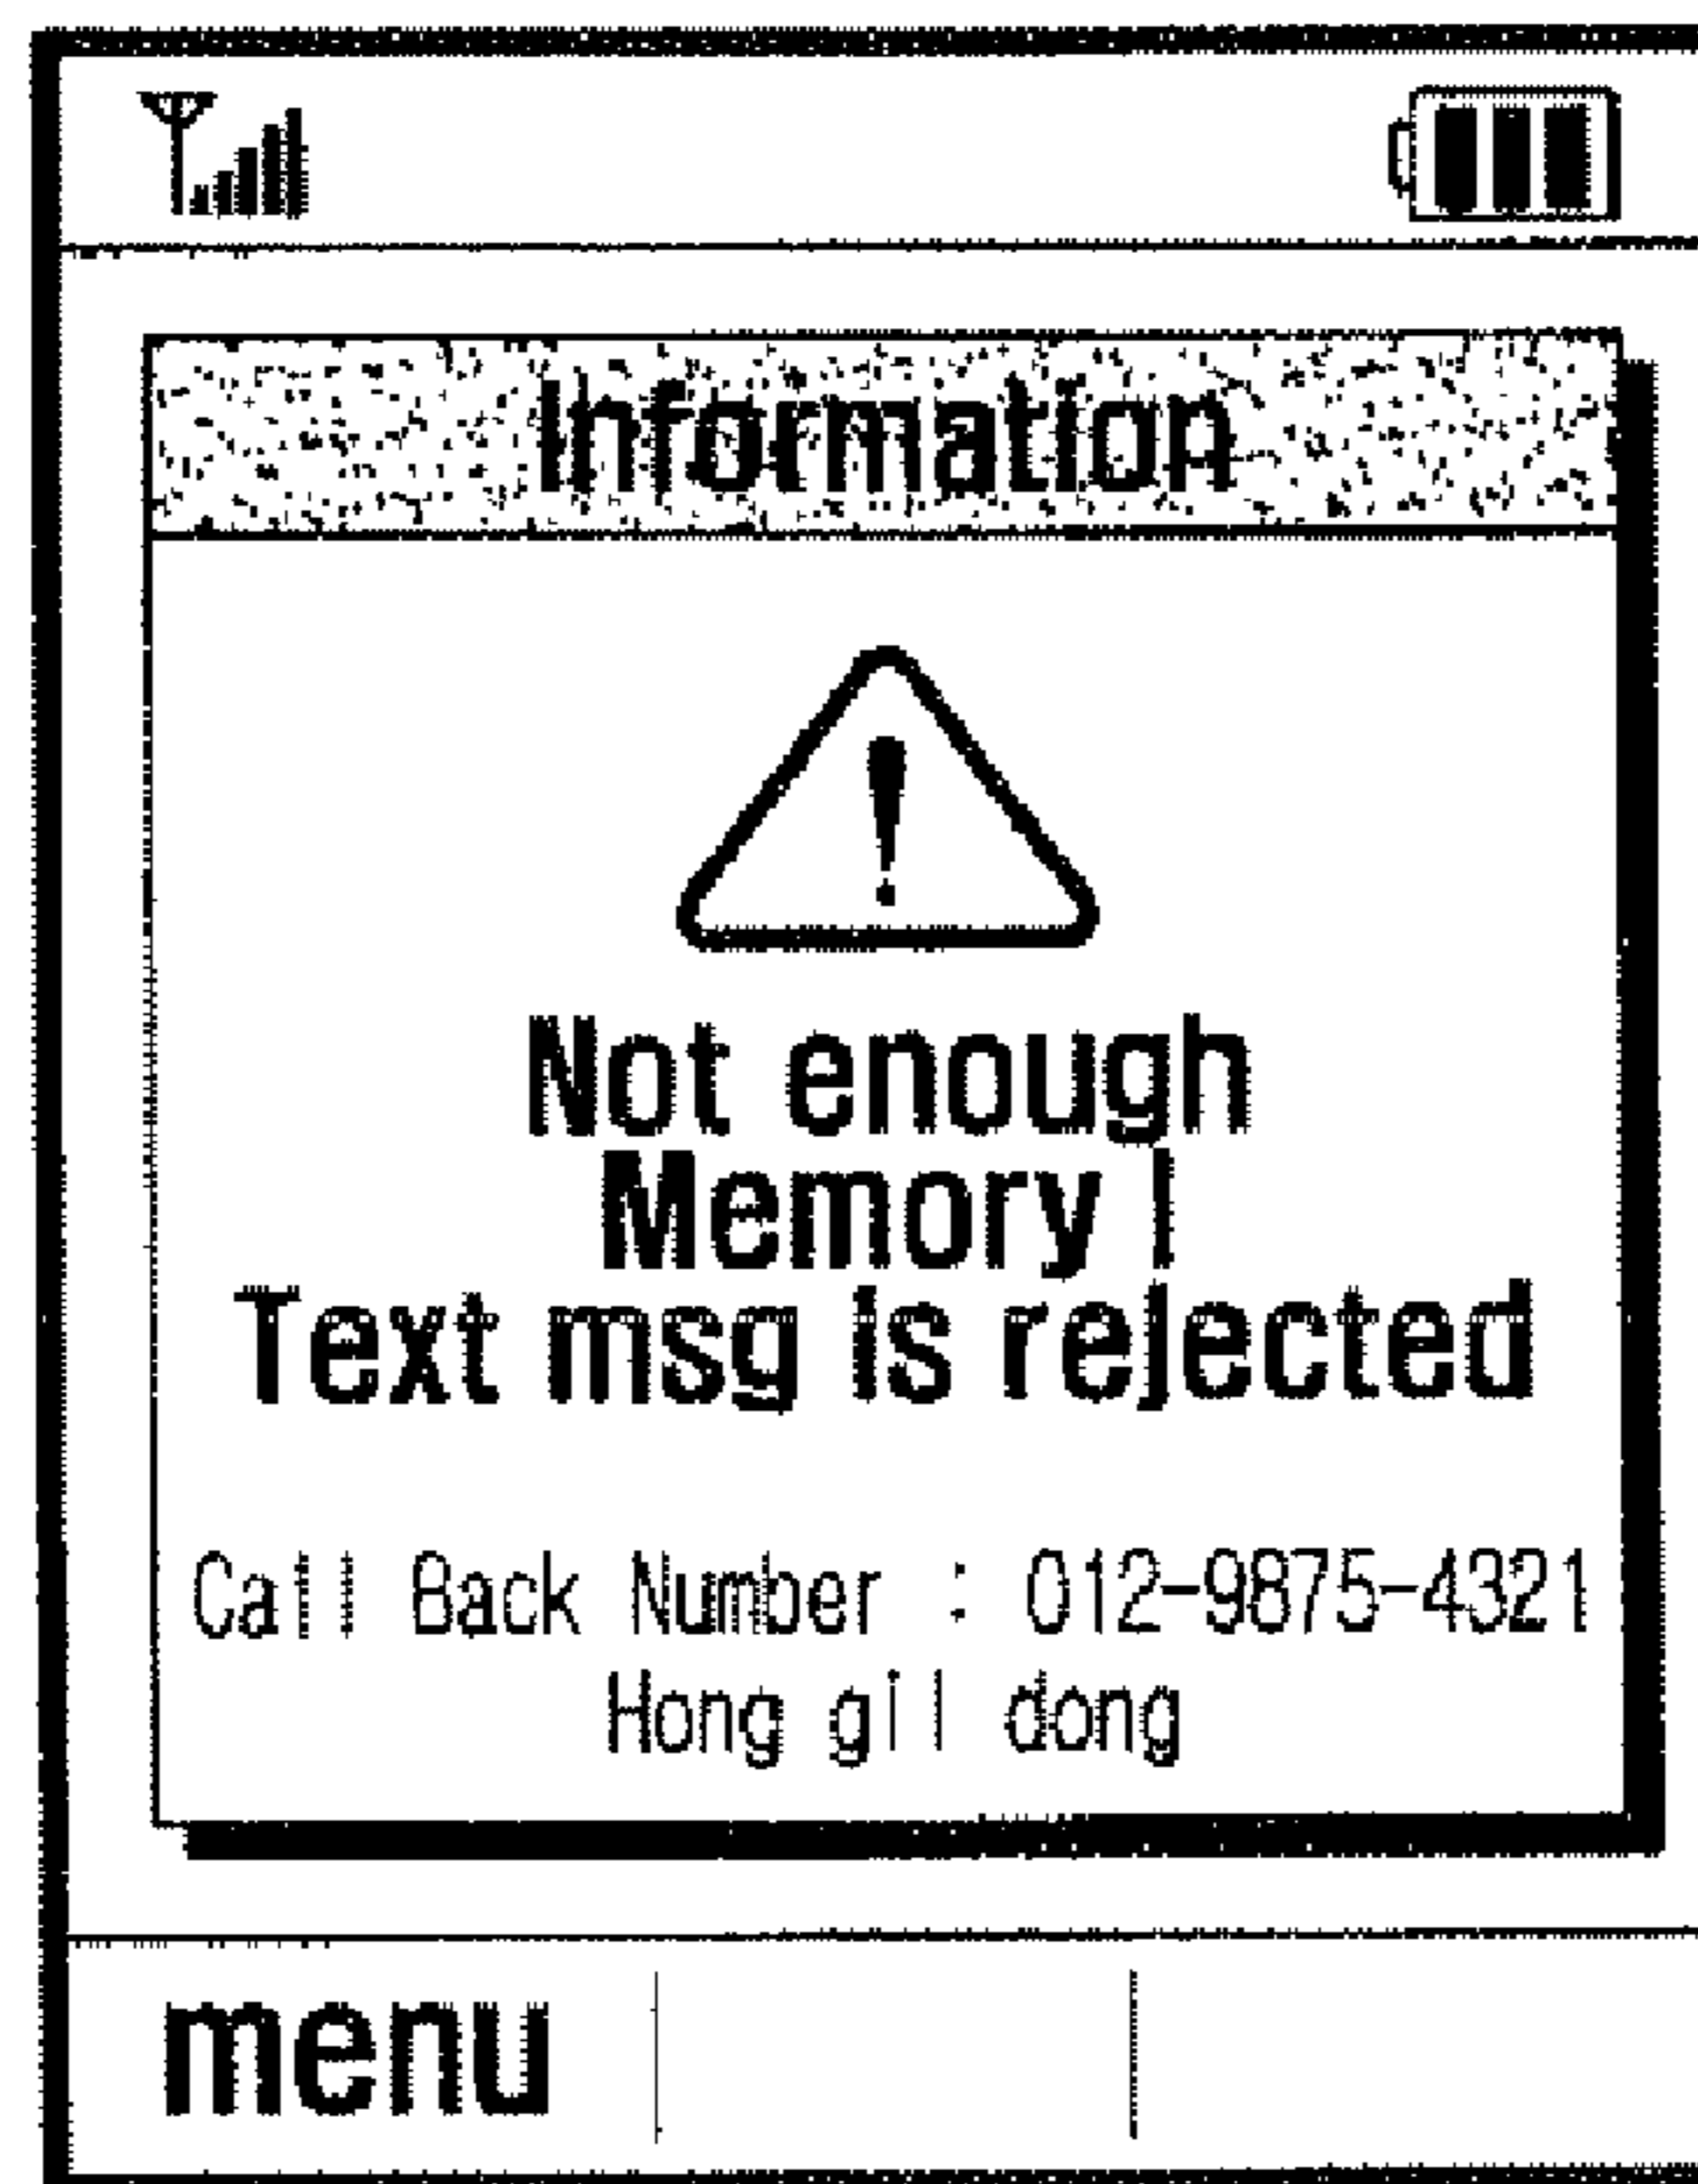 Information
Not enough
Memory !
Text msg is rejected
Call Back Number : 012-9875-4321
Hong gil dong
menu